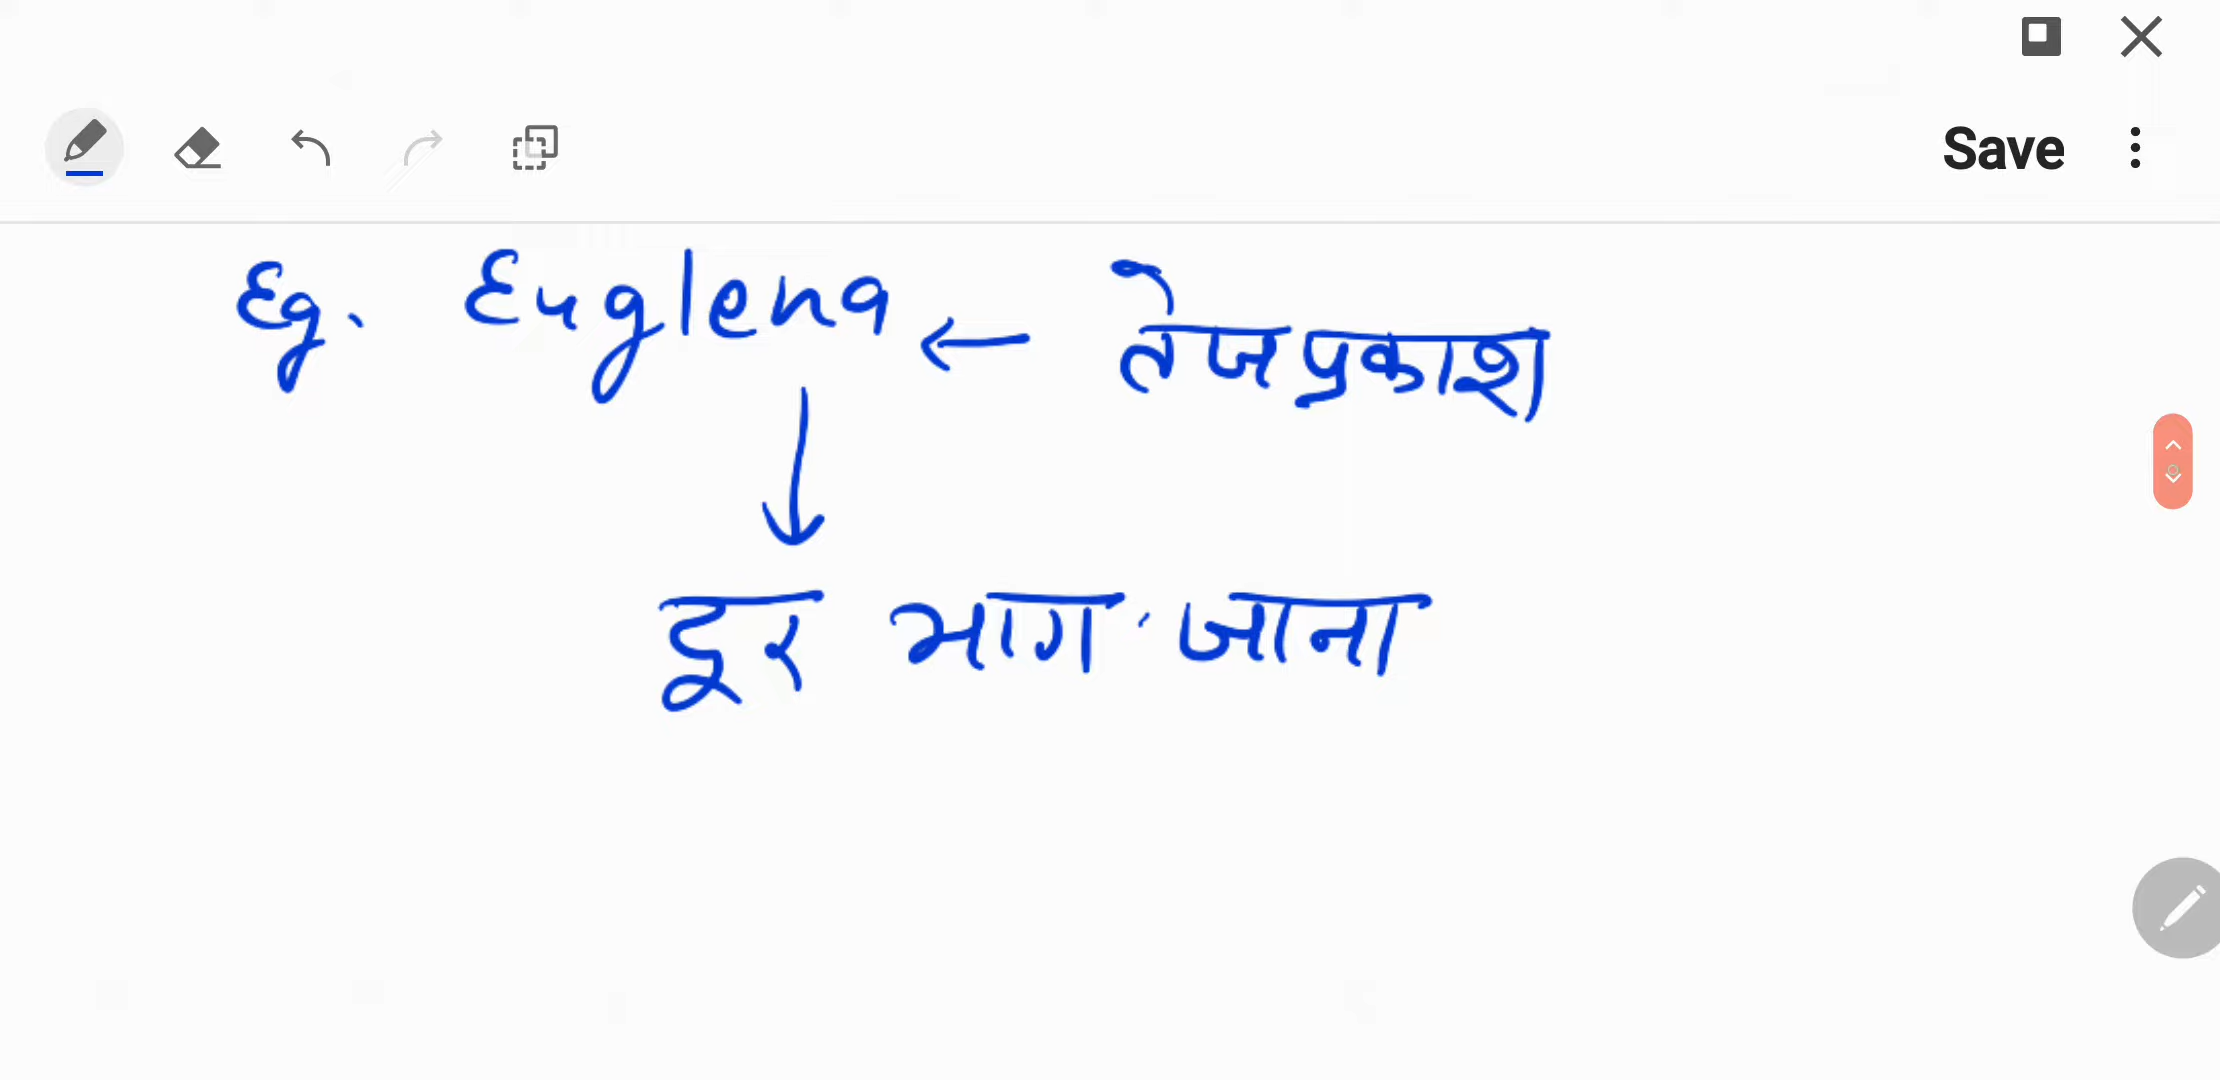 Save
Eg. Euglena ← तेज प्रकाश
↓
दूर भाग जाना